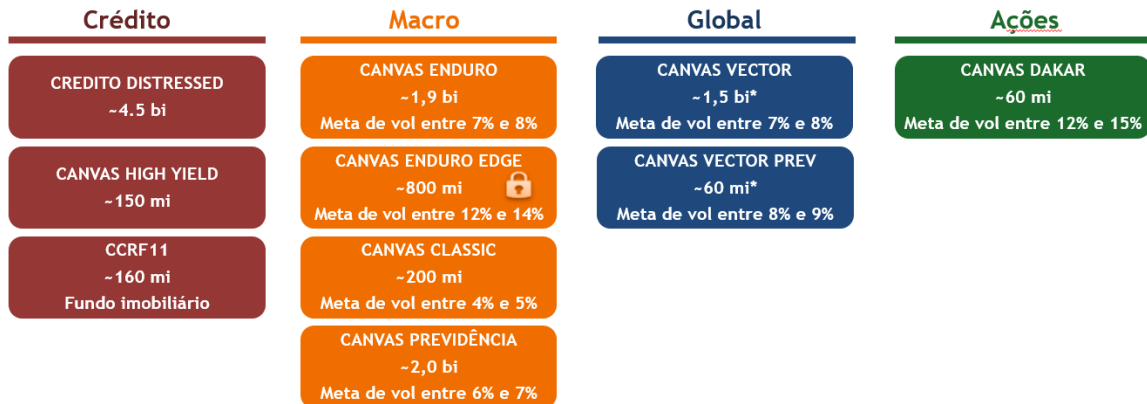 Crédito
CREDITO DISTRESSED
~4.5 bi
CANVAS HIGH YIELD
~150 mi
CCRF11
~160 mi
Fundo imobiliário
Macro
CANVAS ENDURO
~1,9 bi
Meta de vol entre 7% e 8%
CANVAS ENDURO EDGE
~800 mi
Meta de vol entre 12% e 14%
CANVAS CLASSIC
~200 mi
Meta de vol entre 4% e 5%
CANVAS PREVIDÊNCIA
~2,0 bi
Meta de vol entre 6% e 7%
Global
CANVAS VECTOR
~1,5 bi*
Meta de vol entre 7% e 8%
CANVAS VECTOR PREV
~60 mi*
Meta de vol entre 8% e 9%
Ações
CANVAS DAKAR
~60 mi
Meta de vol entre 12% e 15%